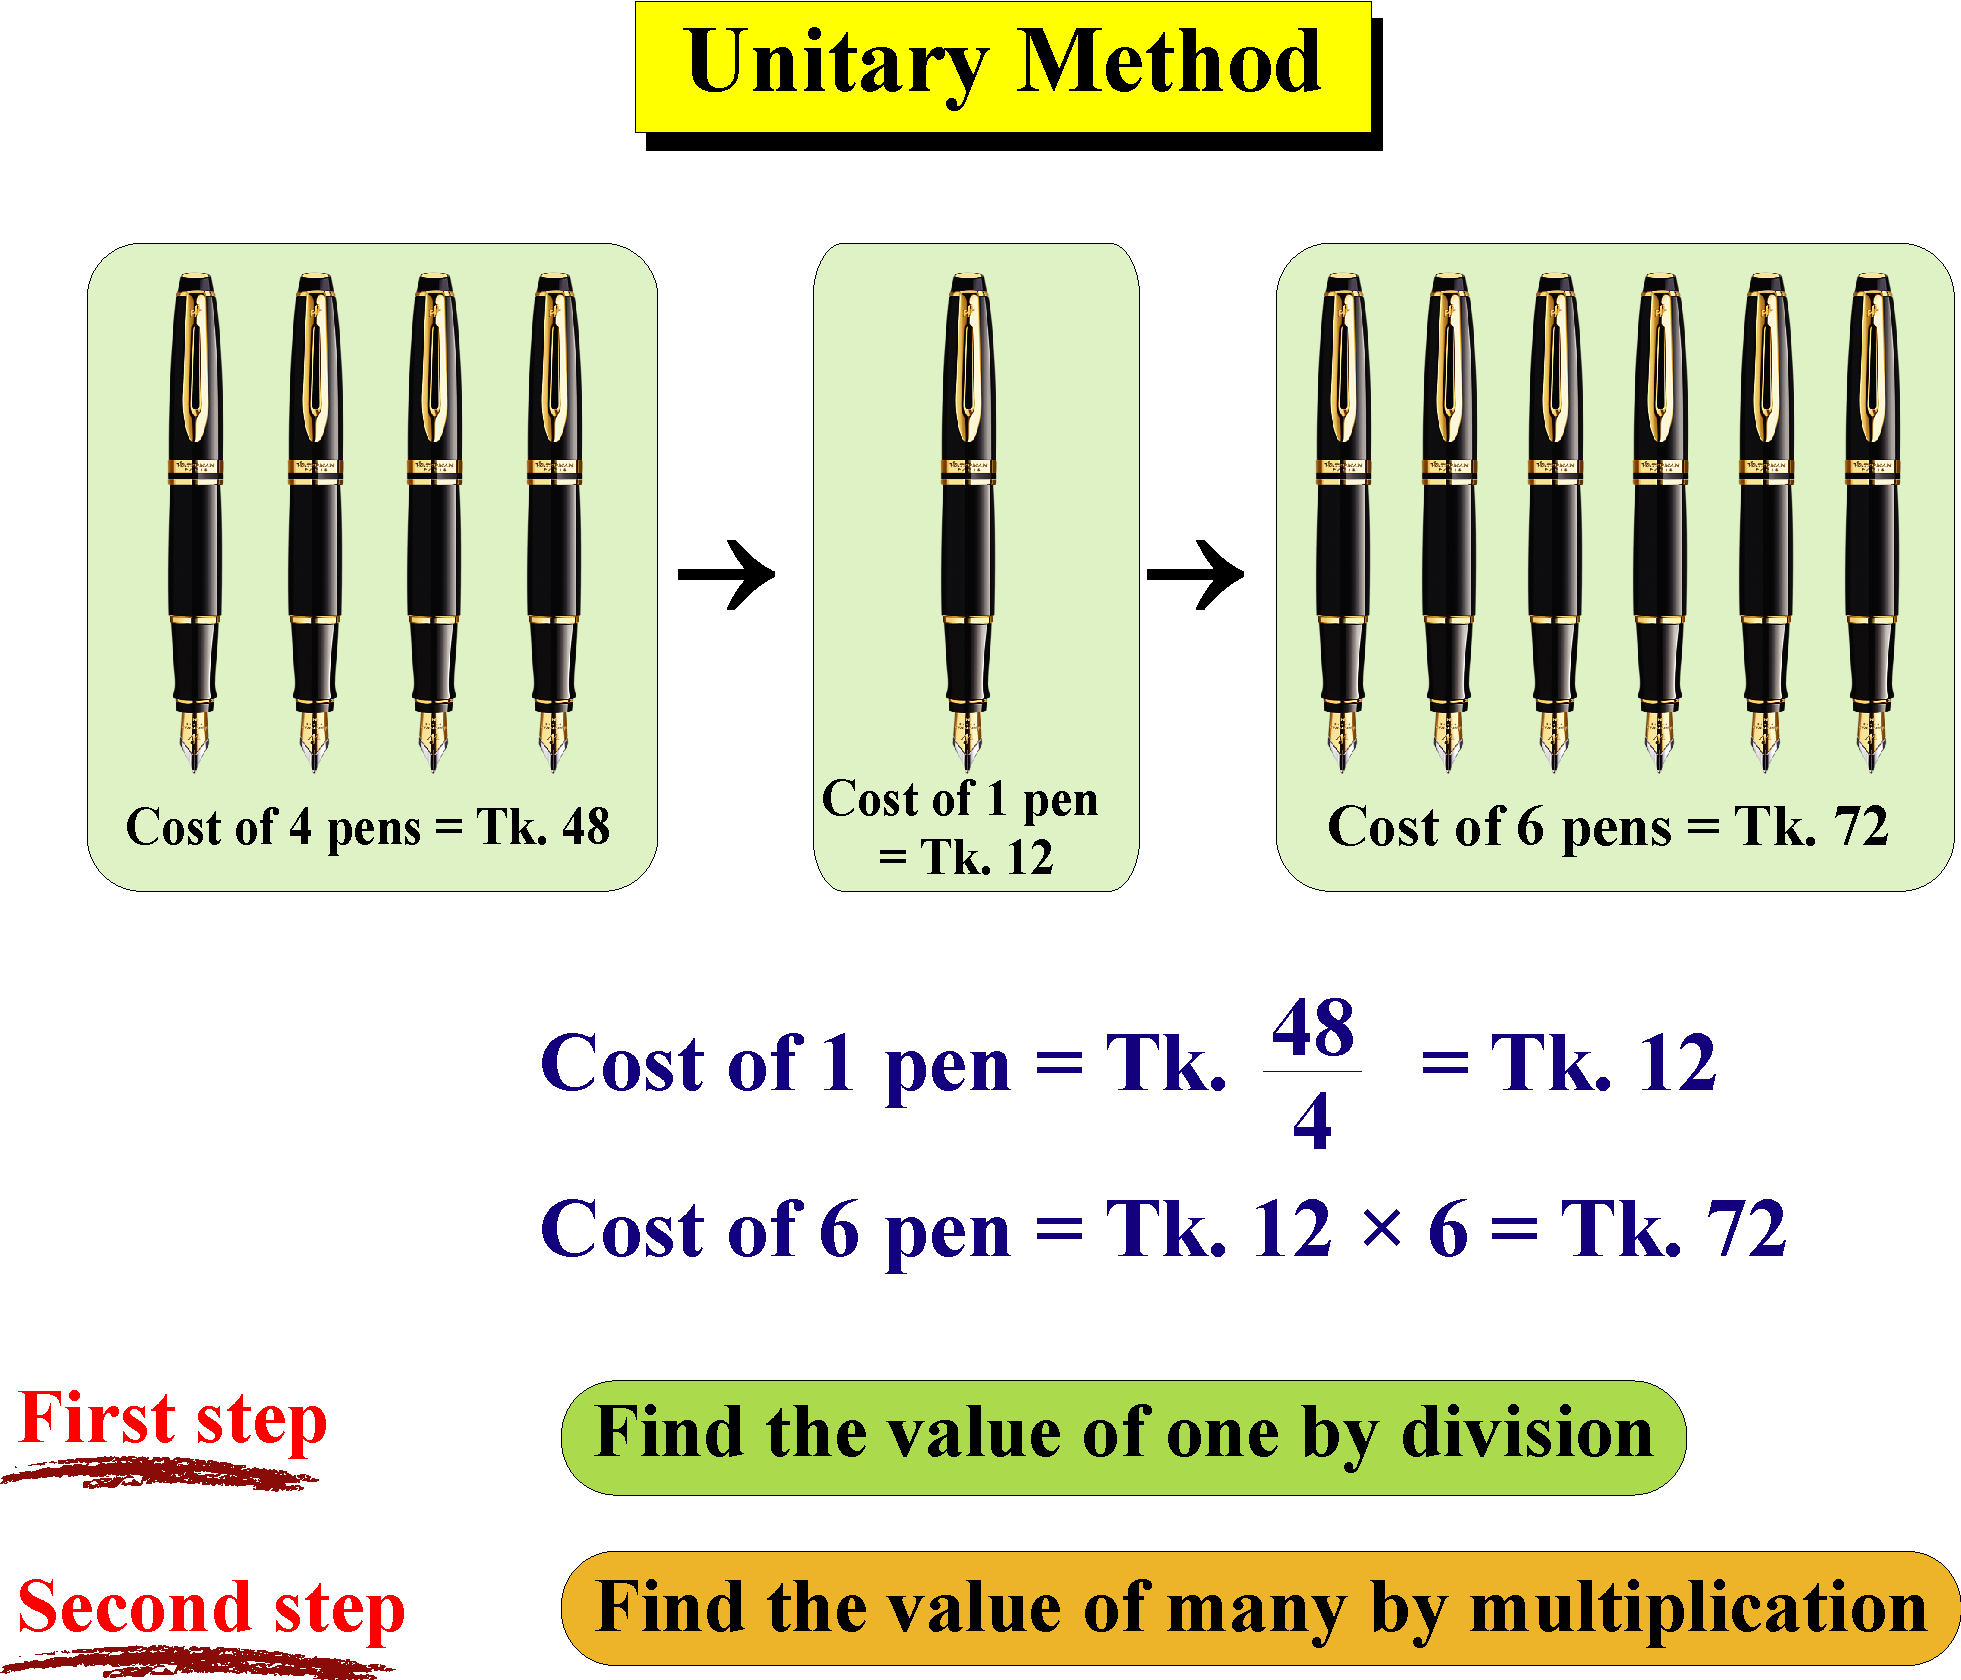 Unitary Method
Cost of 4 pens = Tk. 48
Cost of 1 pen
= Tk. 12
Cost of 6 pens = Tk. 72
Cost of 1 pen = Tk. 48/4 = Tk. 12
Cost of 6 pen = Tk. 12 × 6 = Tk. 72
First step
Find the value of one by division
Second step
Find the value of many by multiplication